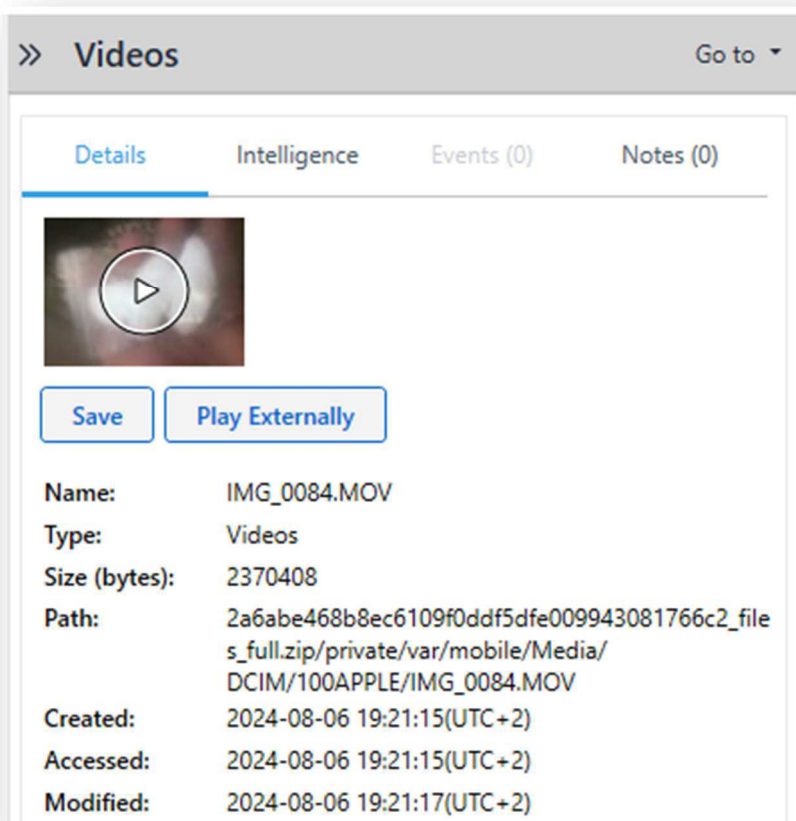 Videos
Go to
Details Intelligence Events (0) Notes (0)
Save Play Externally
Name: IMG_0084.MOV
Type: Videos
Size (bytes): 2370408
Path: 2a6abe468b8ec6109f0ddf5dfe009943081766c2_file
s_full.zip/private/var/mobile/Media/
DCIM/100APPLE/IMG_0084.MOV
Created: 2024-08-06 19:21:15(UTC+2)
Accessed: 2024-08-06 19:21:15(UTC+2)
Modified: 2024-08-06 19:21:17(UTC+2)